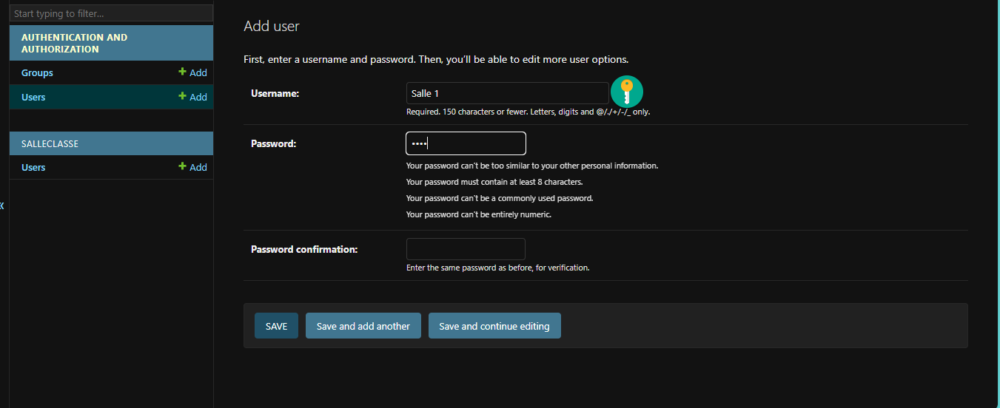 Start typing to filter...
AUTHENTICATION AND
AUTHORIZATION
Groups
+ Add
Users
+ Add
SALLECLASSE
Users
+ Add
«
Add user
First, enter a username and password. Then, you’ll be able to edit more user options.
Username:
Salle 1
Required. 150 characters or fewer. Letters, digits and @/./+/-/_ only.
Password:
••••
Your password can’t be too similar to your other personal information.
Your password must contain at least 8 characters.
Your password can’t be a commonly used password.
Your password can’t be entirely numeric.
Password confirmation:
Enter the same password as before, for verification.
SAVE
Save and add another
Save and continue editing